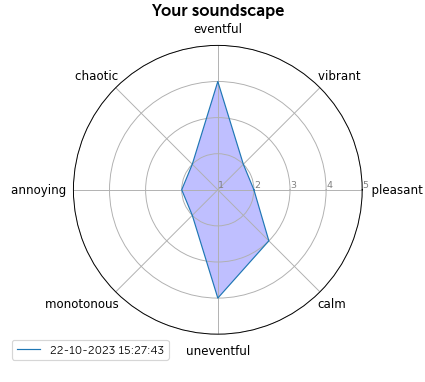 Your soundscape
eventful
chaotic
vibrant
annoying
1
2
3
4
5
pleasant
monotonous
calm
uneventful
22-10-2023 15:27:43